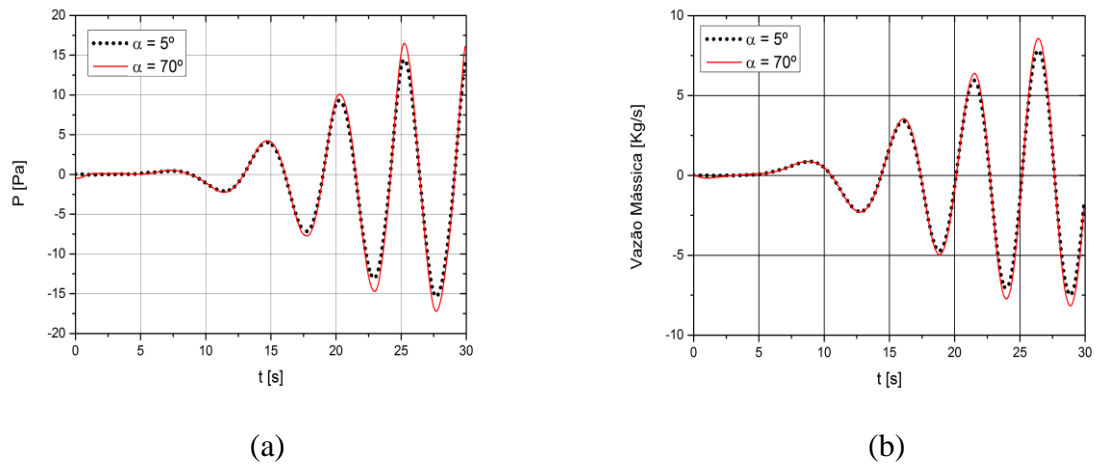 α = 5º
α = 70º
20
15
10
5
0
-5
-10
-15
-20
P [Pa]
0 5 10 15 20 25 30
t [s]
(a)
α = 5º
α = 70º
10
5
0
-5
-10
Vazão Mássica [Kg/s]
0 5 10 15 20 25 30
t [s]
(b)